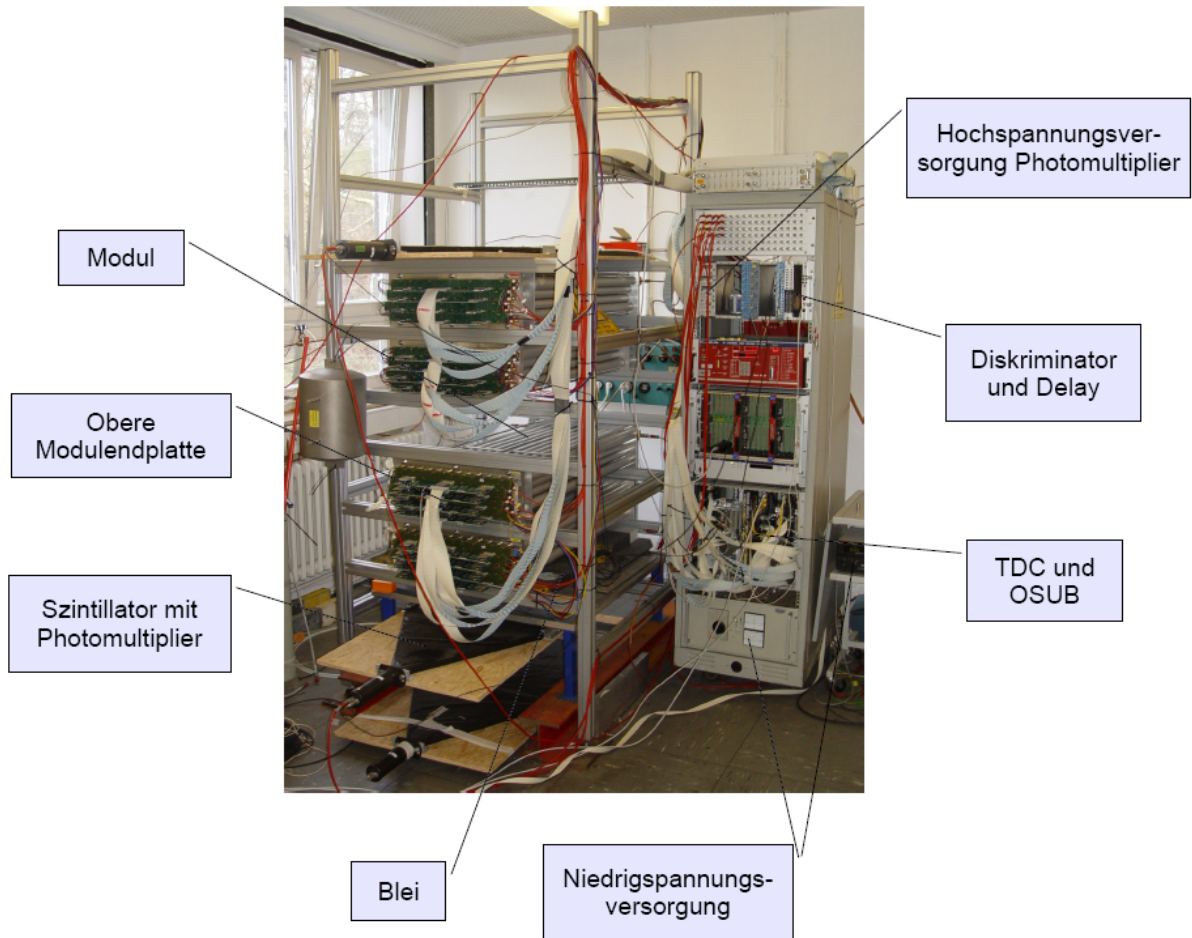 Hochspannungsver-
sorgung Photomultiplier
Modul
Diskriminator
und Delay
Obere
Modulendplatte
TDC und
OSUB
Szintillator mit
Photomultiplier
Blei
Niedrigspannungs-
versorgung